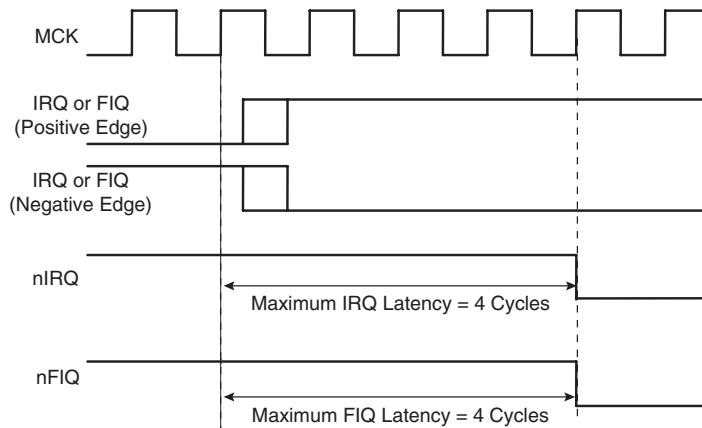 MCK
IRQ or FIQ
(Positive Edge)
IRQ or FIQ
(Negative Edge)
nIRQ
Maximum IRQ Latency = 4 Cycles
nFIQ
Maximum FIQ Latency = 4 Cycles